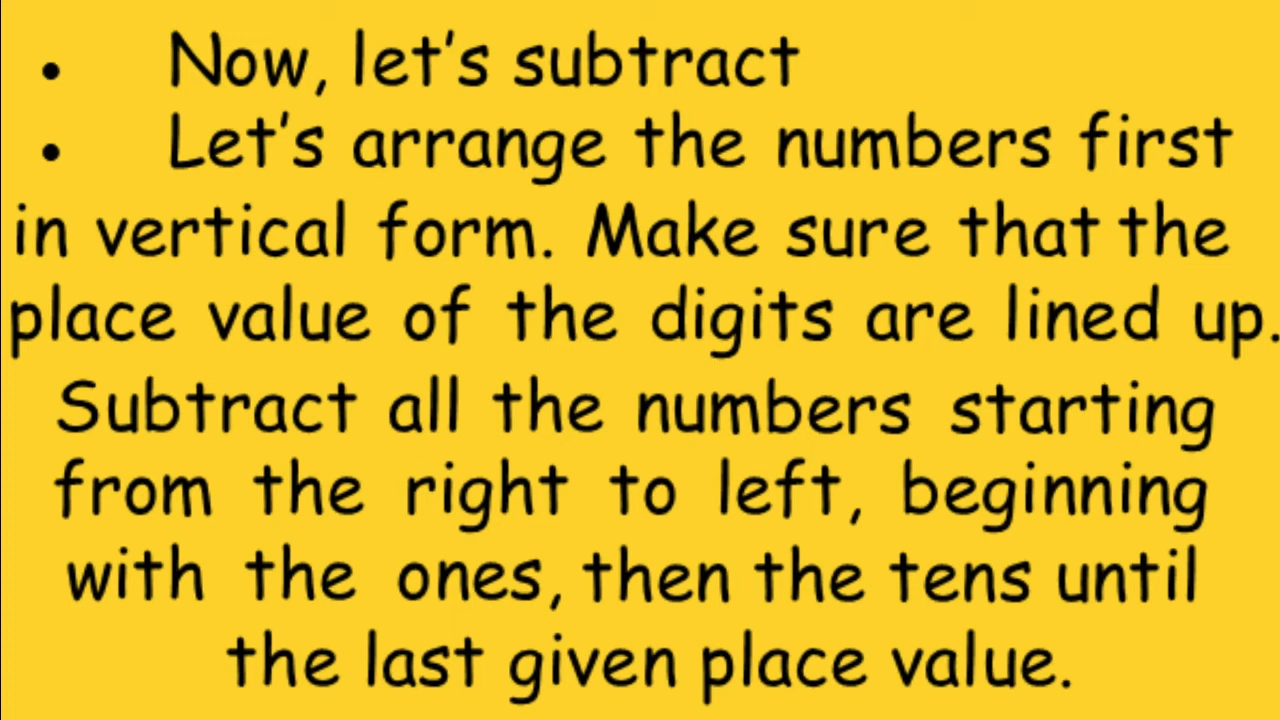 • Now, let's subtract
• Let's arrange the numbers first
in vertical form. Make sure that the
place value of the digits are lined up.
Subtract all the numbers starting
from the right to left, beginning
with the ones, then the tens until
the last given place value.